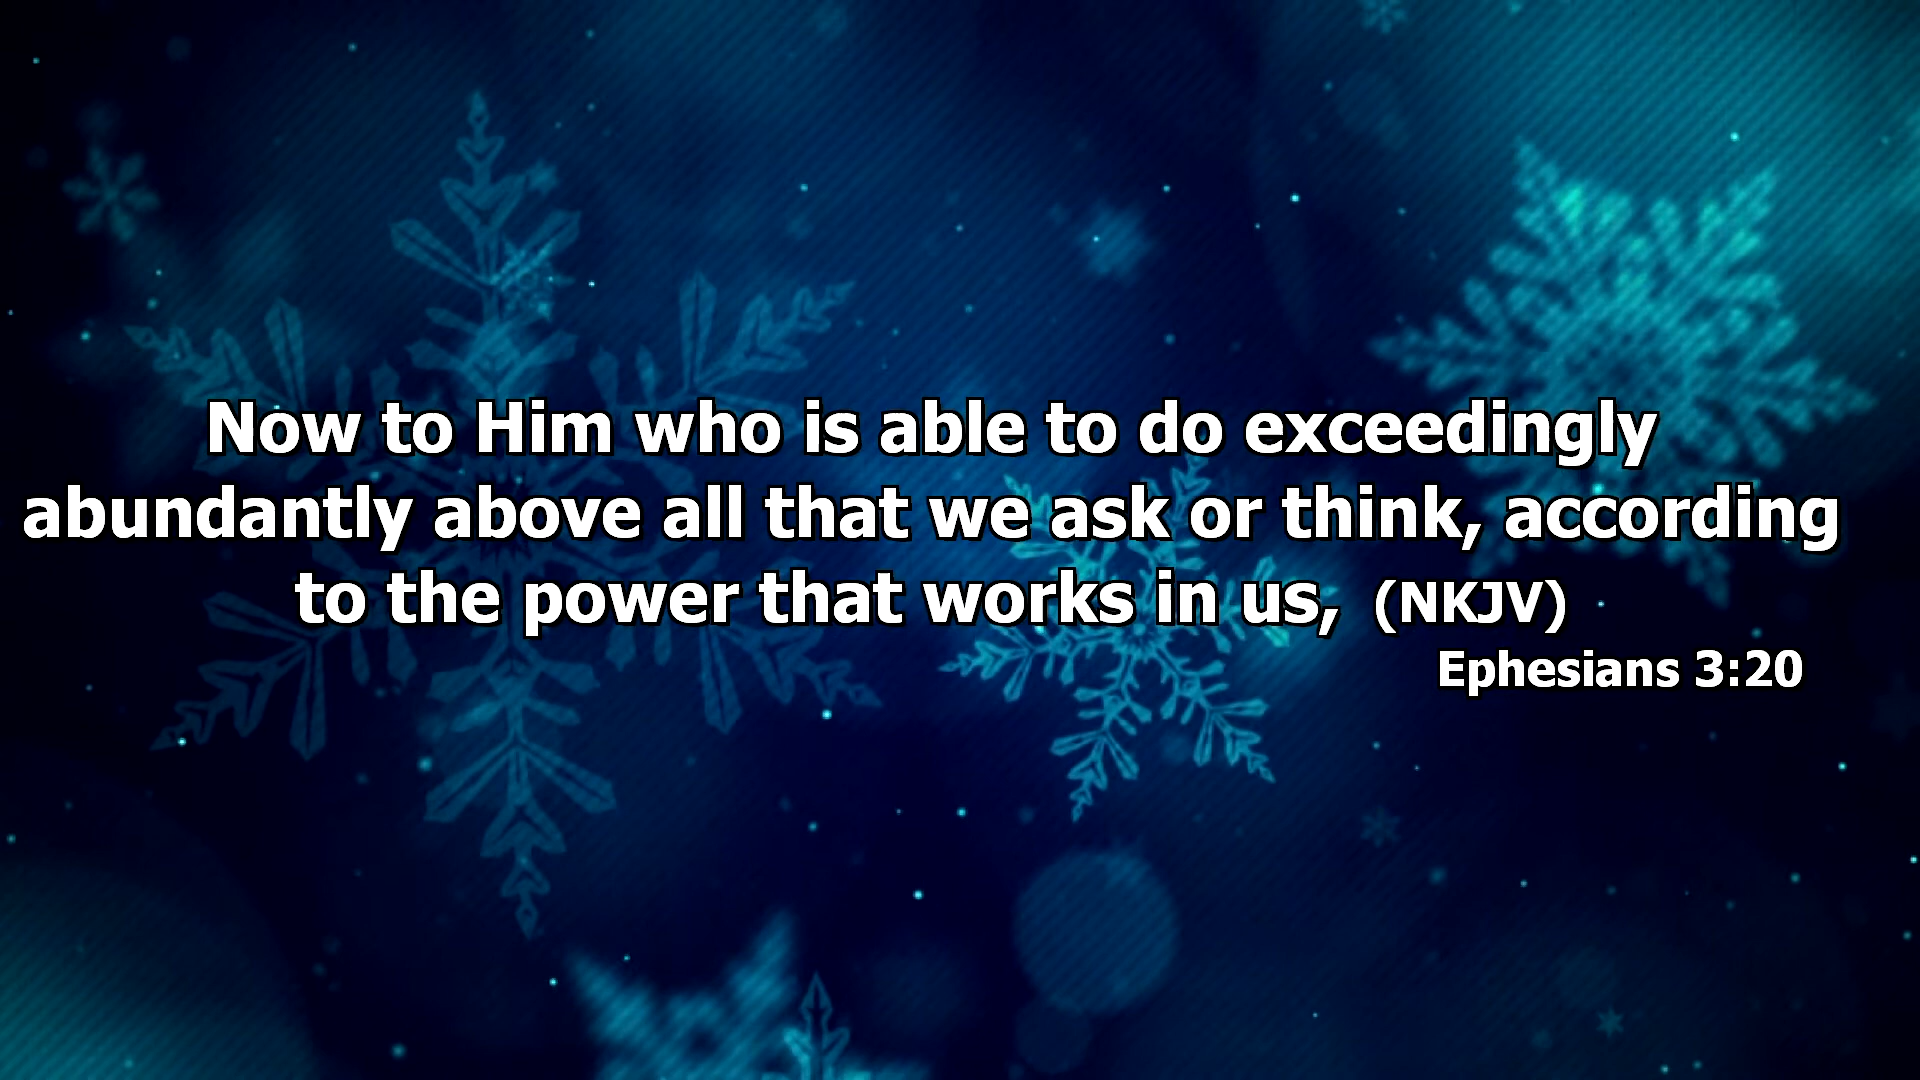 Now to Him who is able to do exceedingly
abundantly above all that we ask or think, according
to the power that works in us, (NKJV)
Ephesians 3:20